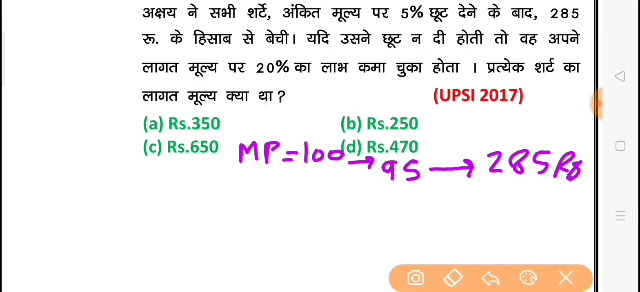 अक्षय ने सभी शर्टे, अंकित मूल्य पर 5% छूट देने के बाद, 285
रू. के हिसाब से बेची। यदि उसने छूट न दी होती तो वह अपने
लागत मूल्य पर 20% का लाभ कमा चुका होता । प्रत्येक शर्ट का
लागत मूल्य क्या था ? (UPSI 2017)
(a) Rs.350 (b) Rs.250
(c) Rs.650 (d) Rs.470
MP=100→95→285 Rs